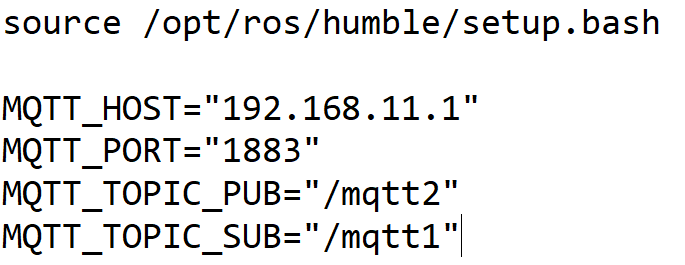 source /opt/ros/humble/setup.bash
MQTT_HOST="192.168.11.1"
MQTT_PORT="1883"
MQTT_TOPIC_PUB="/mqtt2"
MQTT_TOPIC_SUB="/mqtt1"